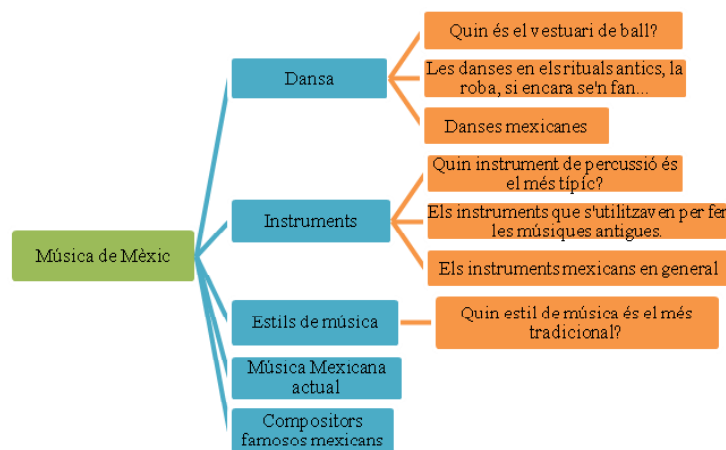 Música de Mèxic
Dansa
Quin és el vestuari de ball?
Les danses en els rituals antics, la
roba, si encara se'n fan...
Danses mexicanes
Instruments
Quin instrument de percussió és
el més típíc?
Els instruments que s'utilitzaven per fer
les músiques antigues.
Els instruments mexicans en general
Estils de música
Quin estil de música és el més
tradicional?
Música Mexicana
actual
Compositors
famosos mexicans